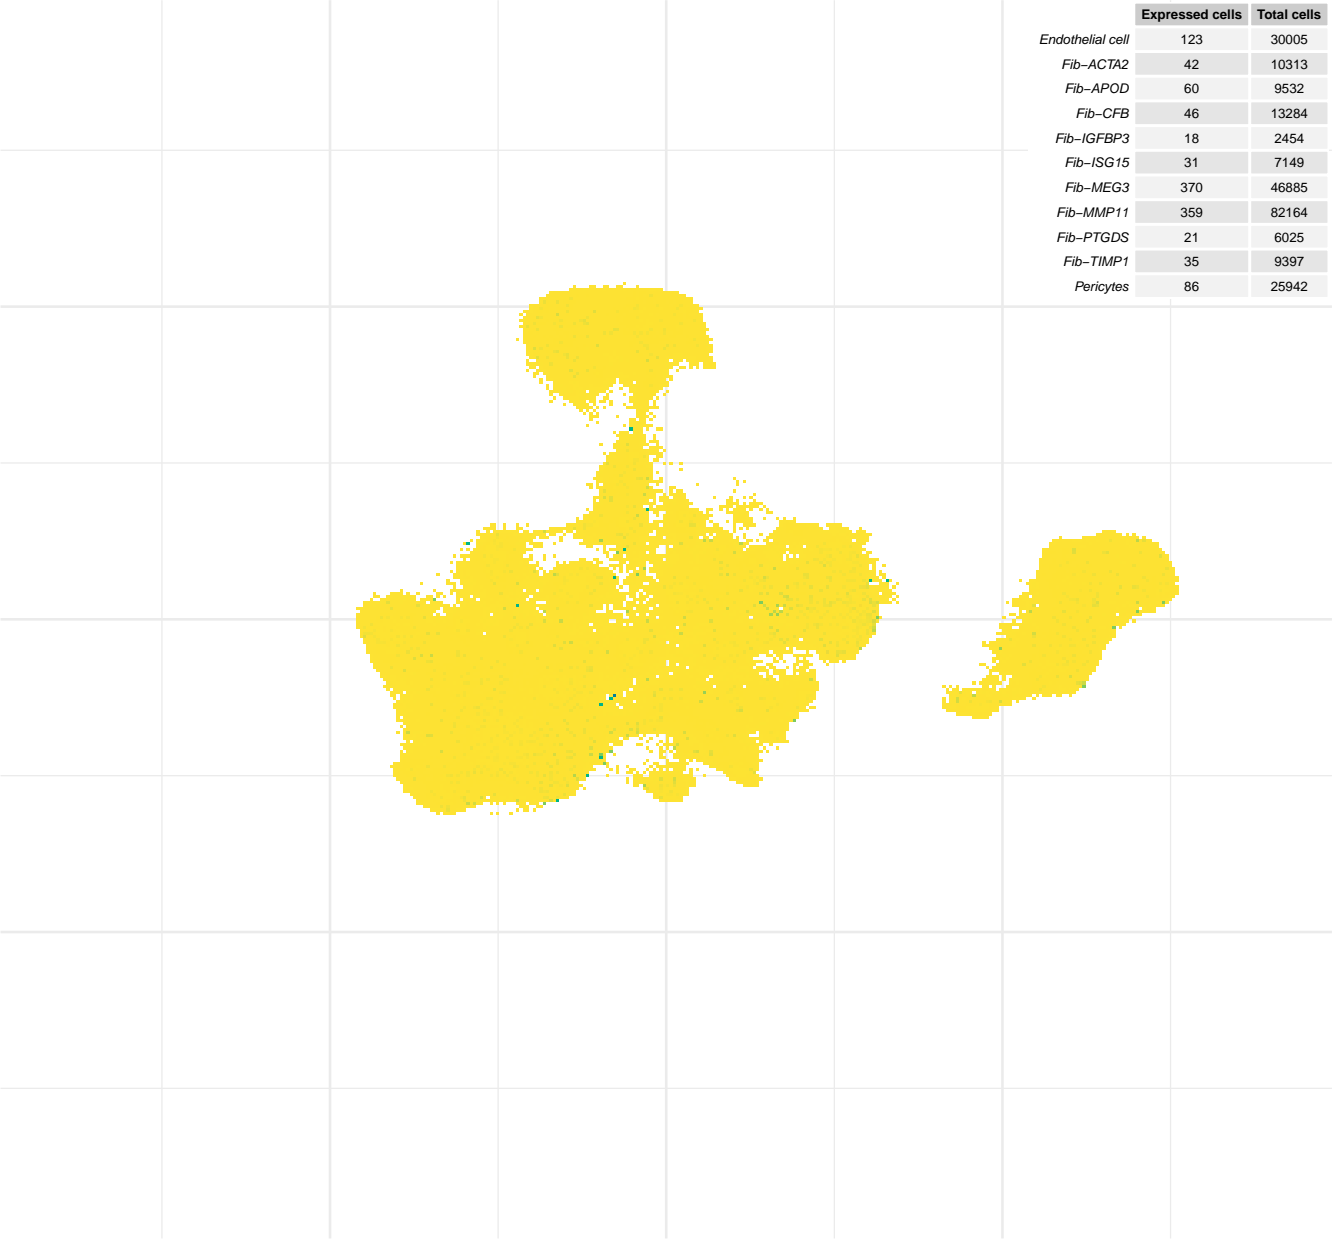 Expressed cells Total cells
Endothelial cell 123 30005
Fib−ACTA2 42 10313
Fib−APOD 60 9532
Fib−CFB 46 13284
Fib−IGFBP3 18 2454
Fib−ISG15 31 7149
Fib−MEG3 370 46885
Fib−MMP11 359 82164
Fib−PTGDS 21 6025
Fib−TIMP1 35 9397
Pericytes 86 25942